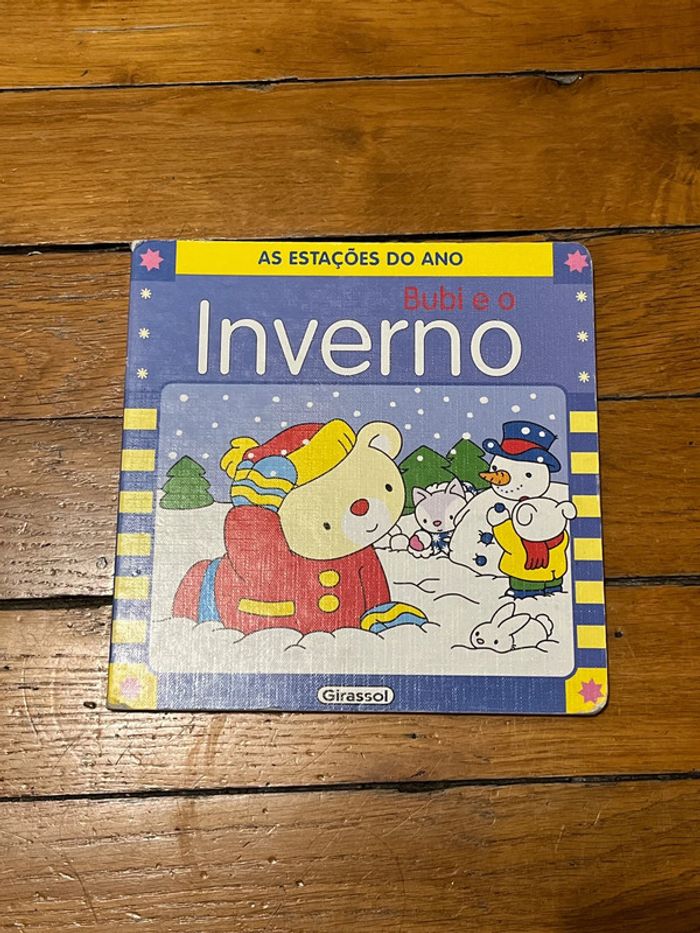 AS ESTAÇÕES DO ANO
Bubi e o
Inverno
Girassol